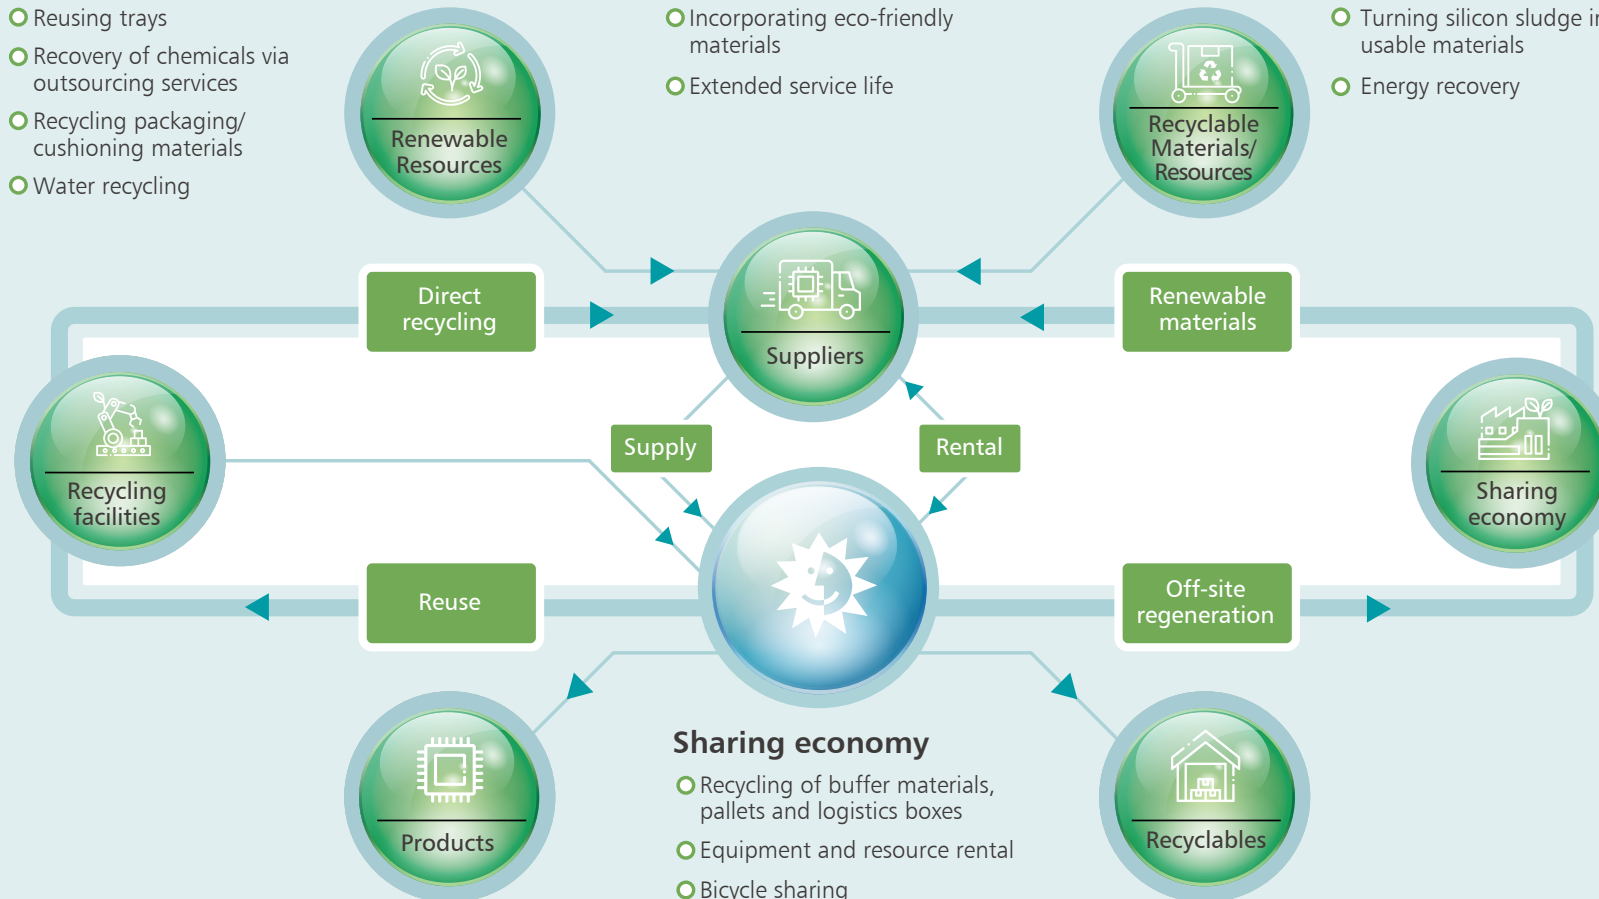 Reusing trays
Recovery of chemicals via
outsourcing services
Recycling packaging/
cushioning materials
Water recycling
Renewable
Resources
Incorporating eco-friendly
materials
Extended service life
Recyclable
Materials/
Resources
Turning silicon sludge
usable materials
Energy recovery
Direct
recycling
Suppliers
Renewable
materials
Recycling
facilities
Supply
Rental
Sharing
economy
Reuse
Off-site
regeneration
Products
Sharing economy
Recycling of buffer materials,
pallets and logistics boxes
Equipment and resource rental
Bicycle sharing
Recyclables